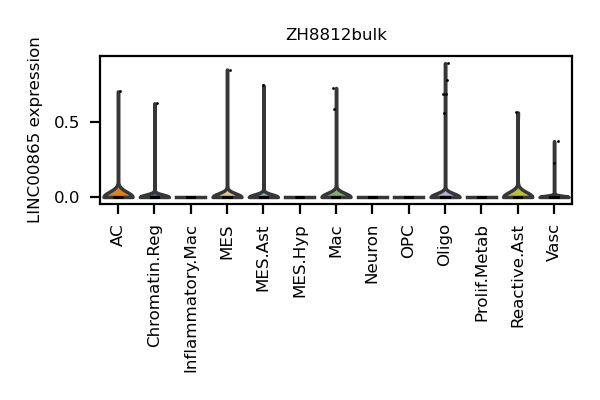 ZH8812bulk
LINC00865 expression
0.5
0.0
AC
Chromatin.Reg
Inflammatory.Mac
MES
MES.Ast
MES.Hyp
Mac
Neuron
OPC
Oligo
Prolif.Metab
Reactive.Ast
Vasc